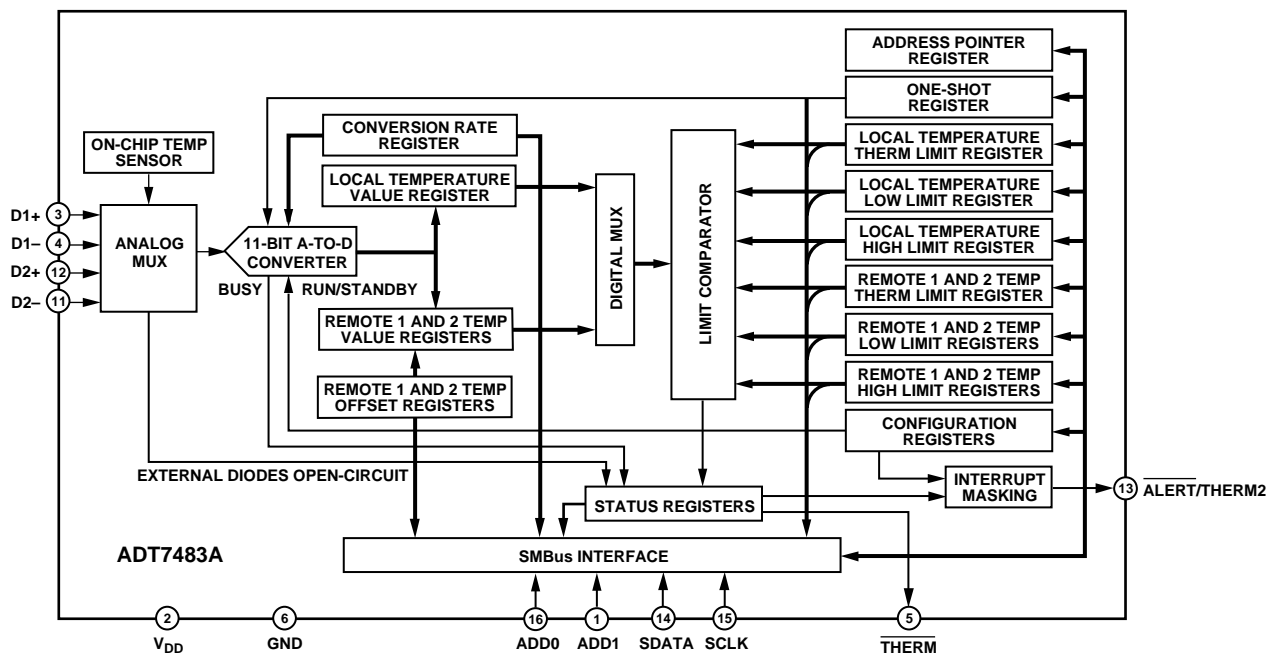 ADDRESS POINTER
REGISTER
ONE-SHOT
REGISTER
CONVERSION RATE
REGISTER
ON-CHIP TEMP
SENSOR
LOCAL TEMPERATURE
THERM LIMIT REGISTER
LOCAL TEMPERATURE
VALUE REGISTER
LOCAL TEMPERATURE
LOW LIMIT REGISTER
D1+ 3
D1– 4
D2+ 12
D2– 11
ANALOG
MUX
11-BIT A-TO-D
CONVERTER
BUSY
RUN/STANDBY
DIGITAL MUX
LIMIT COMPARATOR
LOCAL TEMPERATURE
HIGH LIMIT REGISTER
REMOTE 1 AND 2 TEMP
THERM LIMIT REGISTER
REMOTE 1 AND 2 TEMP
VALUE REGISTERS
REMOTE 1 AND 2 TEMP
LOW LIMIT REGISTERS
REMOTE 1 AND 2 TEMP
OFFSET REGISTERS
REMOTE 1 AND 2 TEMP
HIGH LIMIT REGISTERS
CONFIGURATION
REGISTERS
EXTERNAL DIODES OPEN-CIRCUIT
INTERRUPT
MASKING
13 ALERT/THERM2
STATUS REGISTERS
ADT7483A
SMBus INTERFACE
2 6 16 1 14 15 5
VDD GND ADD0 ADD1 SDATA SCLK THERM